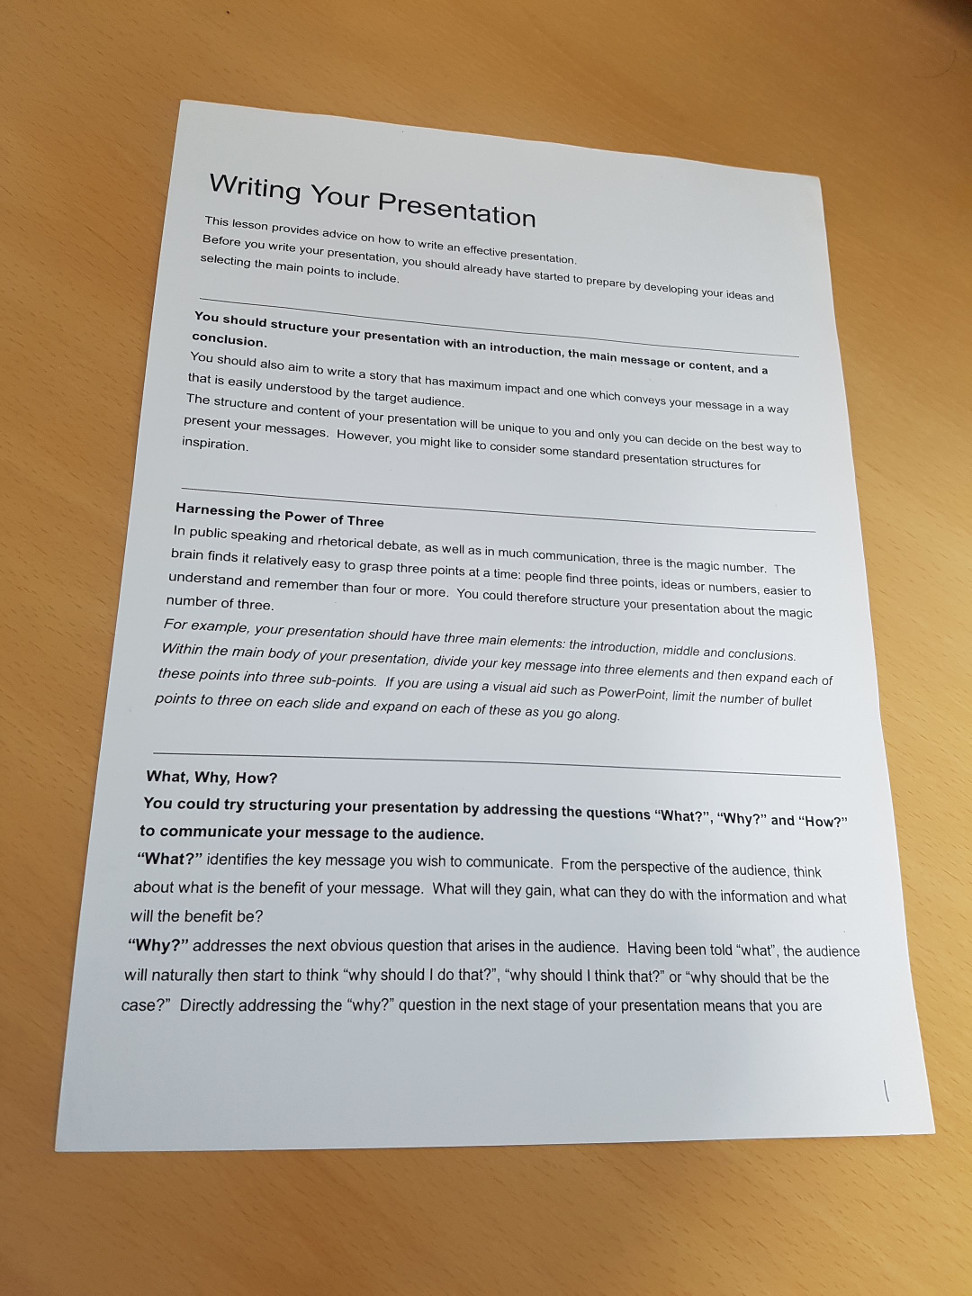 Writing Your Presentation
This lesson provides advice on how to write an effective presentation.
Before you write your presentation, you should already have started to prepare by developing your ideas and
selecting the main points to include.
You should structure your presentation with an introduction, the main message or content, and a
conclusion.
You should also aim to write a story that has maximum impact and one which conveys your message in a way
that is easily understood by the target audience.
The structure and content of your presentation will be unique to you and only you can decide on the best way to
present your messages.  However, you might like to consider some standard presentation structures for
inspiration.
Harnessing the Power of Three
In public speaking and rhetorical debate, as well as in much communication, three is the magic number.  The
brain finds it relatively easy to grasp three points at a time: people find three points, ideas or numbers, easier to
understand and remember than four or more.  You could therefore structure your presentation about the magic
number of three.
For example, your presentation should have three main elements: the introduction, middle and conclusions.
Within the main body of your presentation, divide your key message into three elements and then expand each of
these points into three sub-points.  If you are using a visual aid such as PowerPoint, limit the number of bullet
points to three on each slide and expand on each of these as you go along.
What, Why, How?
You could try structuring your presentation by addressing the questions “What?”, “Why?” and “How?”
to communicate your message to the audience.
“What?” identifies the key message you wish to communicate.  From the perspective of the audience, think
about what is the benefit of your message.  What will they gain, what can they do with the information and what
will the benefit be?
“Why?” addresses the next obvious question that arises in the audience.  Having been told “what”, the audience
will naturally then start to think “why should I do that?”, “why should I think that?” or “why should that be the
case?”  Directly addressing the “why?” question in the next stage of your presentation means that you are
1